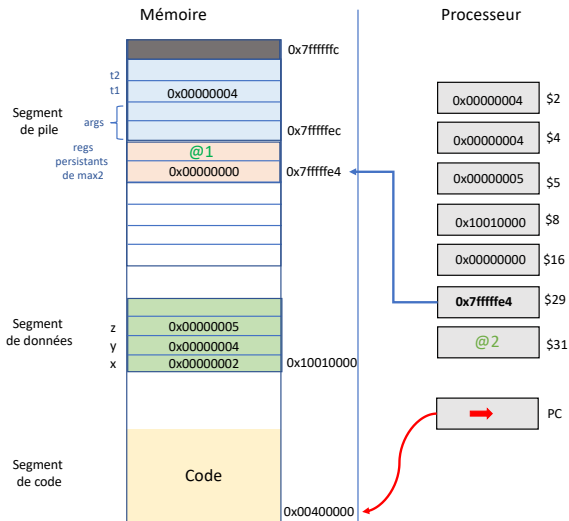 Mémoire
Processeur
0x7ffffffc
t2
t1
0x00000004
Segment
de pile
args
0x7fffffec
regs
persistants
de max2
@1
0x00000000
0x7fffffe4
0x00000004
$2
0x00000004
$4
0x00000005
$5
0x10010000
$8
0x00000000
$16
0x7fffffe4
$29
@2
$31
PC
Segment
de données
z
0x00000005
y
0x00000004
x
0x00000002
0x10010000
Segment
de code
Code
0x00400000